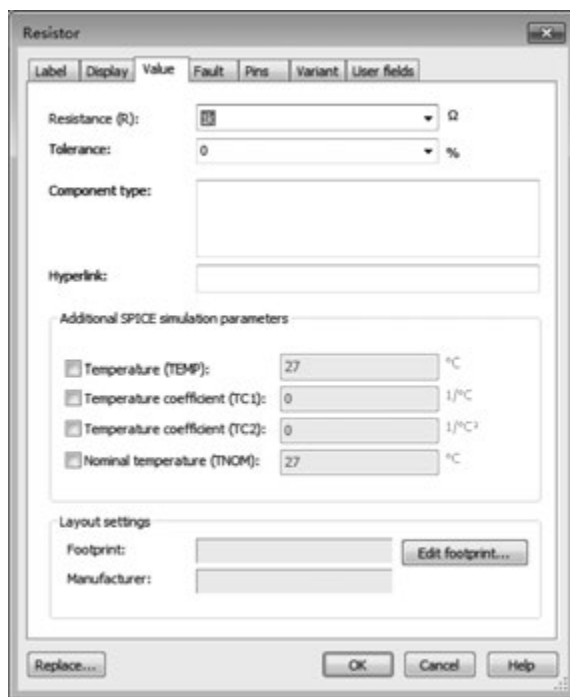 Resistor
Label Display Value Fault Pins Variant User fields
Resistance (R): Ω
Tolerance: 0 %
Component type:
Hyperlink:
Additional SPICE simulation parameters
Temperature (TEMP): 27 °C
Temperature coefficient (TC1): 0 1/°C
Temperature coefficient (TC2): 0 1/°C²
Nominal temperature (TNOM): 27 °C
Layout settings
Footprint: Edit footprint...
Manufacturer:
Replace... OK Cancel Help